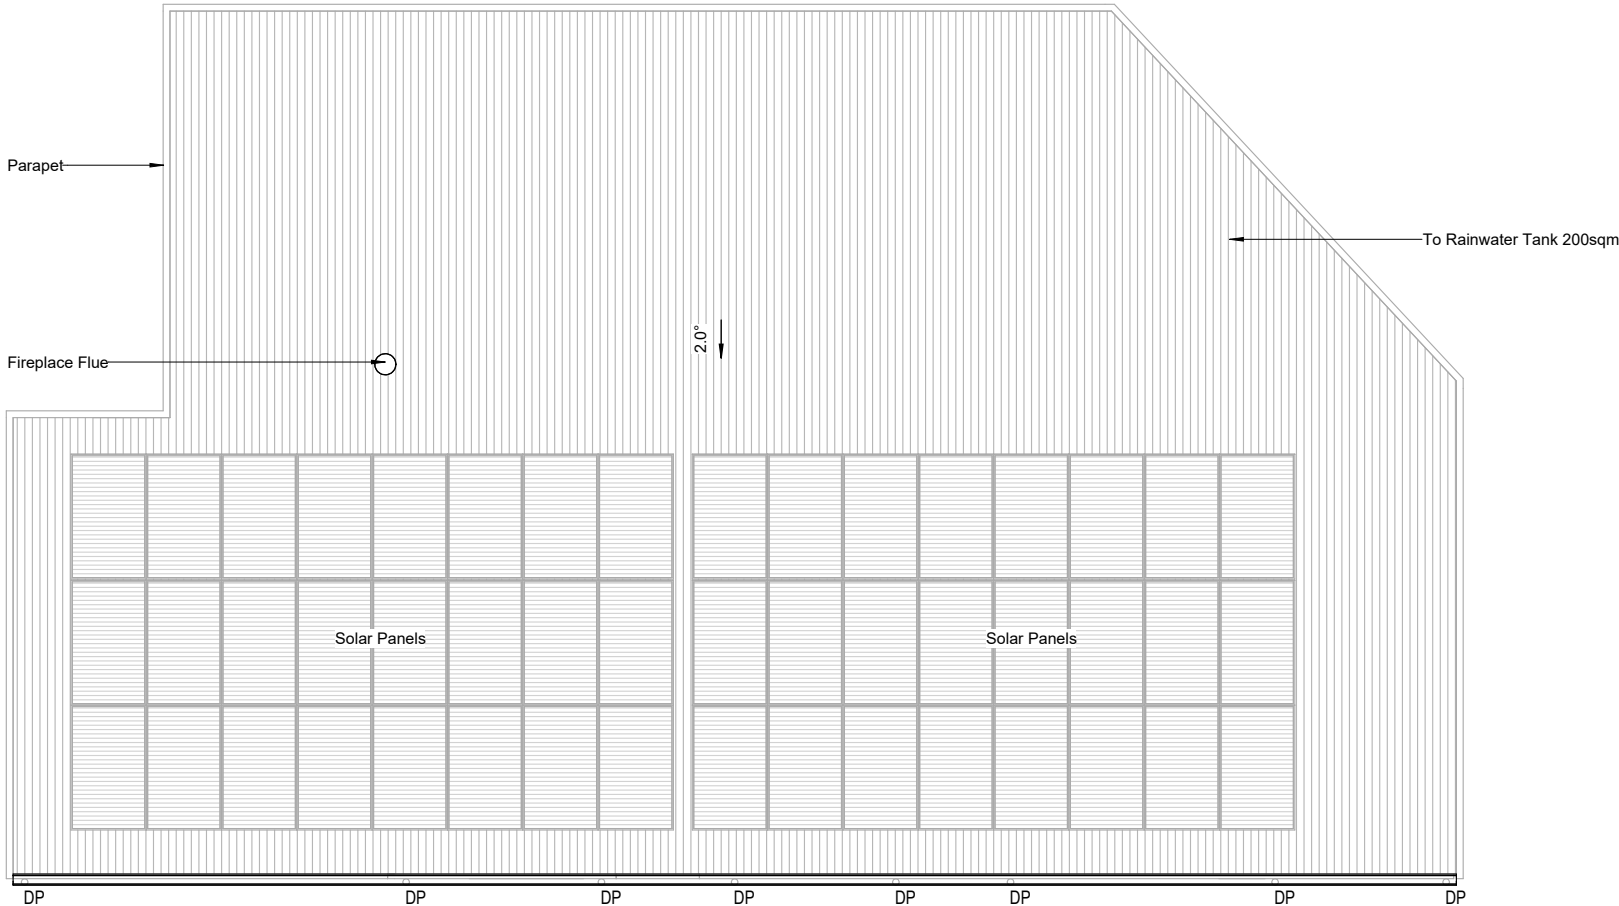 Parapet
To Rainwater Tank 200sqm
2.0°
Fireplace Flue
Solar Panels
Solar Panels
DP DP DP DP DP DP DP DP